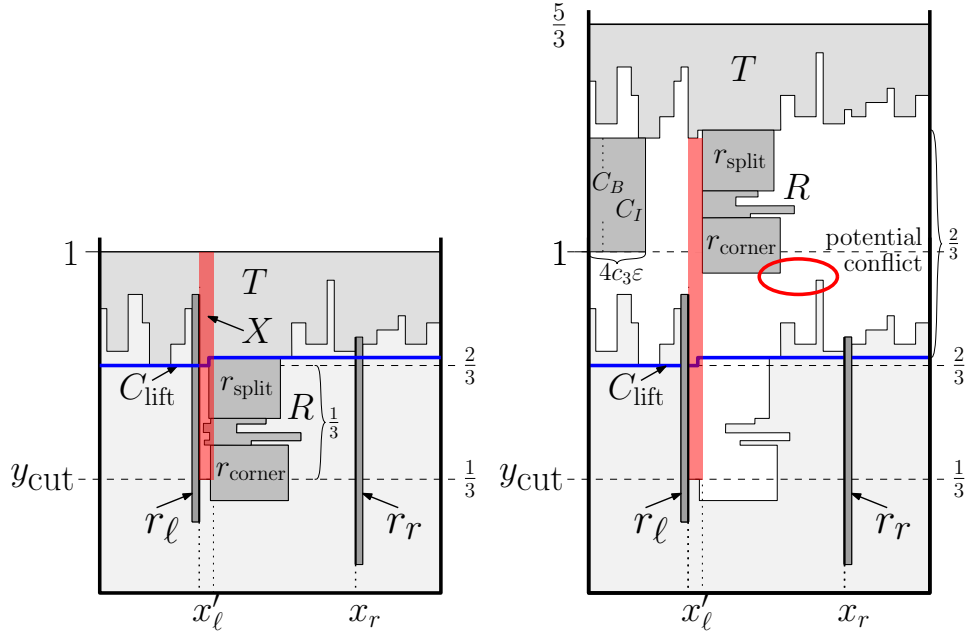 1
T
X
C_lift
r_split
R
1/3
2/3
y_cut
r_corner
1/3
r_ℓ
r_r
x'_ℓ
x_r
5/3
T
r_split
C_B
R
C_I
r_corner
potential
conflict
2/3
1
4c_3ε
C_lift
2/3
y_cut
1/3
r_ℓ
r_r
x'_ℓ
x_r